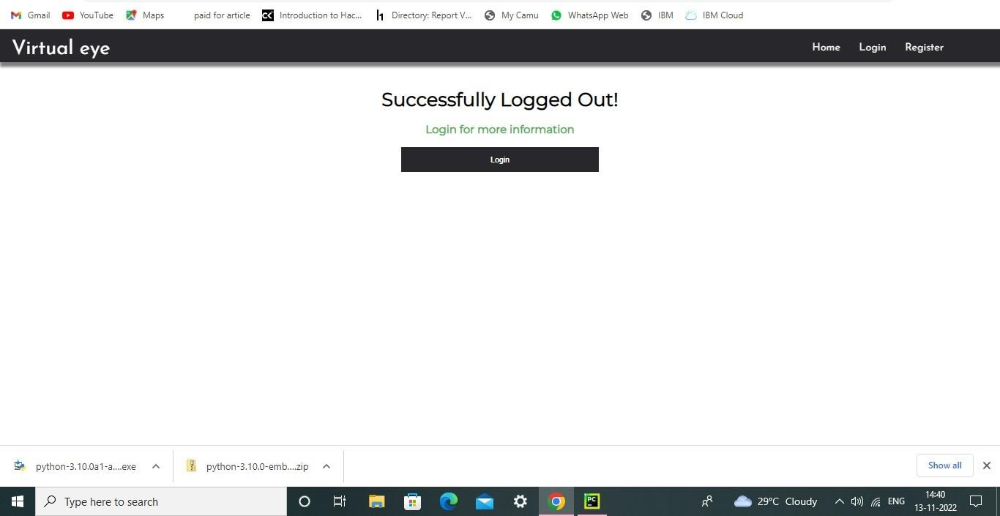 Gmail YouTube Maps paid for article Introduction to Hac... Directory: Report V... My Camu WhatsApp Web IBM IBM Cloud
Virtual eye Home Login Register
Successfully Logged Out!
Login for more information
Login
python-3.10.0a1-a....exe python-3.10.0-emb....zip Show all
Type here to search 29°C Cloudy ENG 14:40
13-11-2022